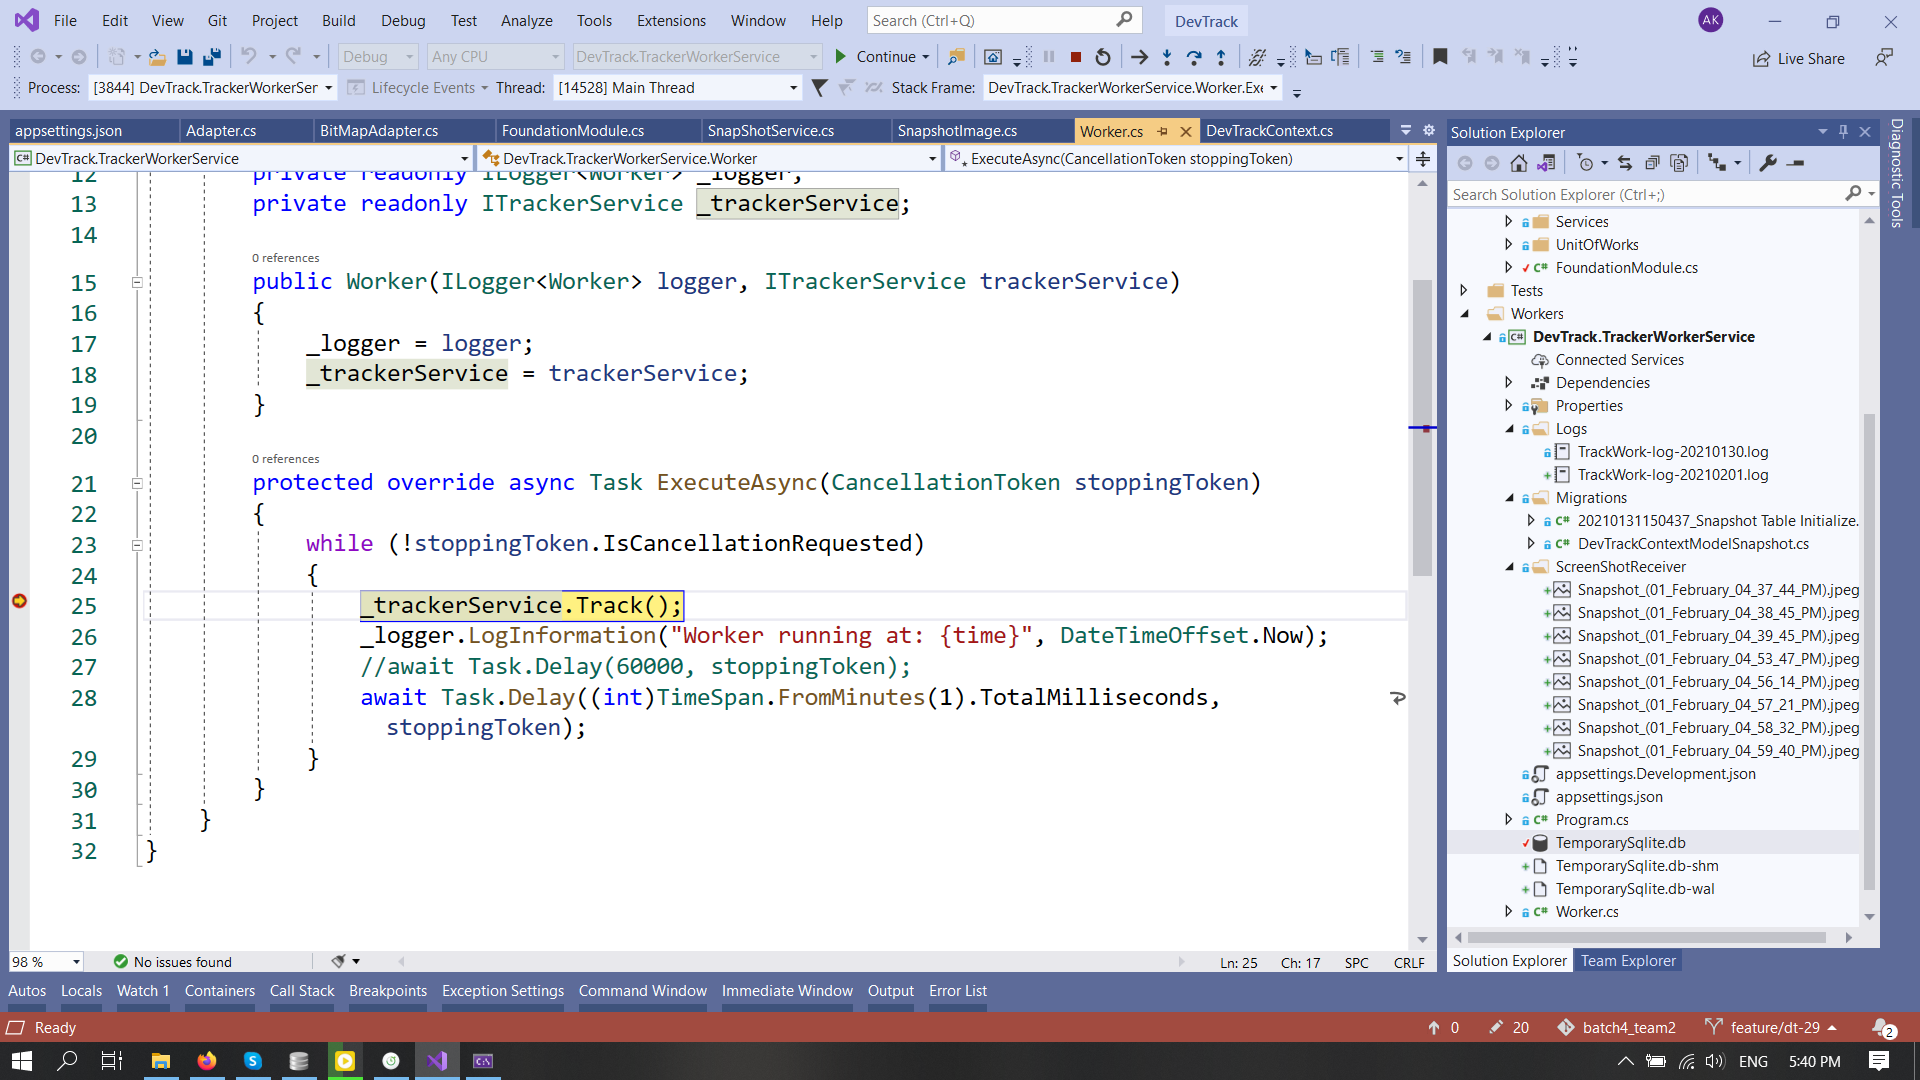 File Edit View Git Project Build Debug Test Analyze Tools Extensions Window Help Search (Ctrl+Q) DevTrack AK
Debug Any CPU DevTrack.TrackerWorkerService Continue Live Share
Process: [3844] DevTrack.TrackerWorkerSer Lifecycle Events Thread: [14528] Main Thread Stack Frame: DevTrack.TrackerWorkerService.Worker.Exe
appsettings.json Adapter.cs BitMapAdapter.cs FoundationModule.cs SnapShotService.cs SnapshotImage.cs Worker.cs DevTrackContext.cs
DevTrack.TrackerWorkerService DevTrack.TrackerWorkerService.Worker ExecuteAsync(CancellationToken stoppingToken)
12 private readonly ILogger<Worker> _logger;
13 private readonly ITrackerService _trackerService;
14
0 references
15 public Worker(ILogger<Worker> logger, ITrackerService trackerService)
16 {
17 _logger = logger;
18 _trackerService = trackerService;
19 }
20
0 references
21 protected override async Task ExecuteAsync(CancellationToken stoppingToken)
22 {
23 while (!stoppingToken.IsCancellationRequested)
24 {
25 _trackerService.Track();
26 _logger.LogInformation("Worker running at: {time}", DateTimeOffset.Now);
27 //await Task.Delay(60000, stoppingToken);
28 await Task.Delay((int)TimeSpan.FromMinutes(1).TotalMilliseconds,
stoppingToken);
29 }
30 }
31 }
32 }
98 % No issues found Ln: 25 Ch: 17 SPC CRLF
Solution Explorer
Search Solution Explorer (Ctrl+;)
Services
UnitOfWorks
FoundationModule.cs
Tests
Workers
DevTrack.TrackerWorkerService
Connected Services
Dependencies
Properties
Logs
TrackWork-log-20210130.log
TrackWork-log-20210201.log
Migrations
20210131150437_Snapshot Table Initialize.
DevTrackContextModelSnapshot.cs
ScreenShotReceiver
Snapshot_(01_February_04_37_44_PM).jpeg
Snapshot_(01_February_04_38_45_PM).jpeg
Snapshot_(01_February_04_39_45_PM).jpeg
Snapshot_(01_February_04_53_47_PM).jpeg
Snapshot_(01_February_04_56_14_PM).jpeg
Snapshot_(01_February_04_57_21_PM).jpeg
Snapshot_(01_February_04_58_32_PM).jpeg
Snapshot_(01_February_04_59_40_PM).jpeg
appsettings.Development.json
appsettings.json
Program.cs
TemporarySqlite.db
TemporarySqlite.db-shm
TemporarySqlite.db-wal
Worker.cs
Solution Explorer Team Explorer
Diagnostic Tools
Autos Locals Watch 1 Containers Call Stack Breakpoints Exception Settings Command Window Immediate Window Output Error List
Ready 0 20 batch4_team2 feature/dt-29 2
ENG 5:40 PM